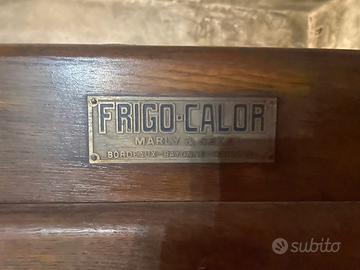 FRIGO-CALOR
MARLY &
BORDEAUX - BAYONNE -
subito